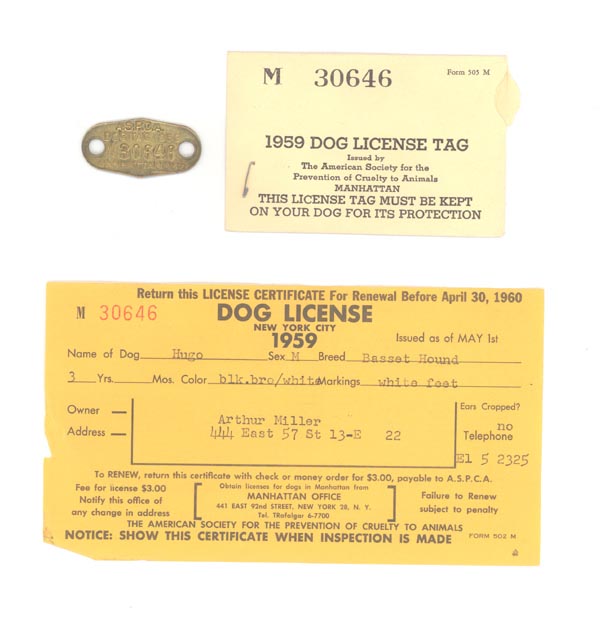 A.S.P.C.A.
30646
M 30646 Form 505 M
1959 DOG LICENSE TAG
Issued by
The American Society for the
Prevention of Cruelty to Animals
MANHATTAN
THIS LICENSE TAG MUST BE KEPT
ON YOUR DOG FOR ITS PROTECTION
Return this LICENSE CERTIFICATE For Renewal Before April 30, 1960
M 30646 DOG LICENSE
NEW YORK CITY
1959 Issued as of MAY 1st
Name of Dog Hugo Sex M Breed Basset Hound
3 Yrs. Mos. Color blk.bro/white Markings white feet
Owner — Arthur Miller Ears Cropped? no
Address — 444 East 57 St 13-E 22 Telephone
El 5 2325
To RENEW, return this certificate with check or money order for $3.00, payable to A.S.P.C.A.
Fee for license $3.00
Notify this office of
any change in address
Obtain licenses for dogs in Manhattan from
MANHATTAN OFFICE
441 EAST 92nd STREET, NEW YORK 28, N. Y.
Tel. TRafalgar 6-7700
Failure to Renew
subject to penalty
THE AMERICAN SOCIETY FOR THE PREVENTION OF CRUELTY TO ANIMALS
NOTICE: SHOW THIS CERTIFICATE WHEN INSPECTION IS MADE FORM 502 M